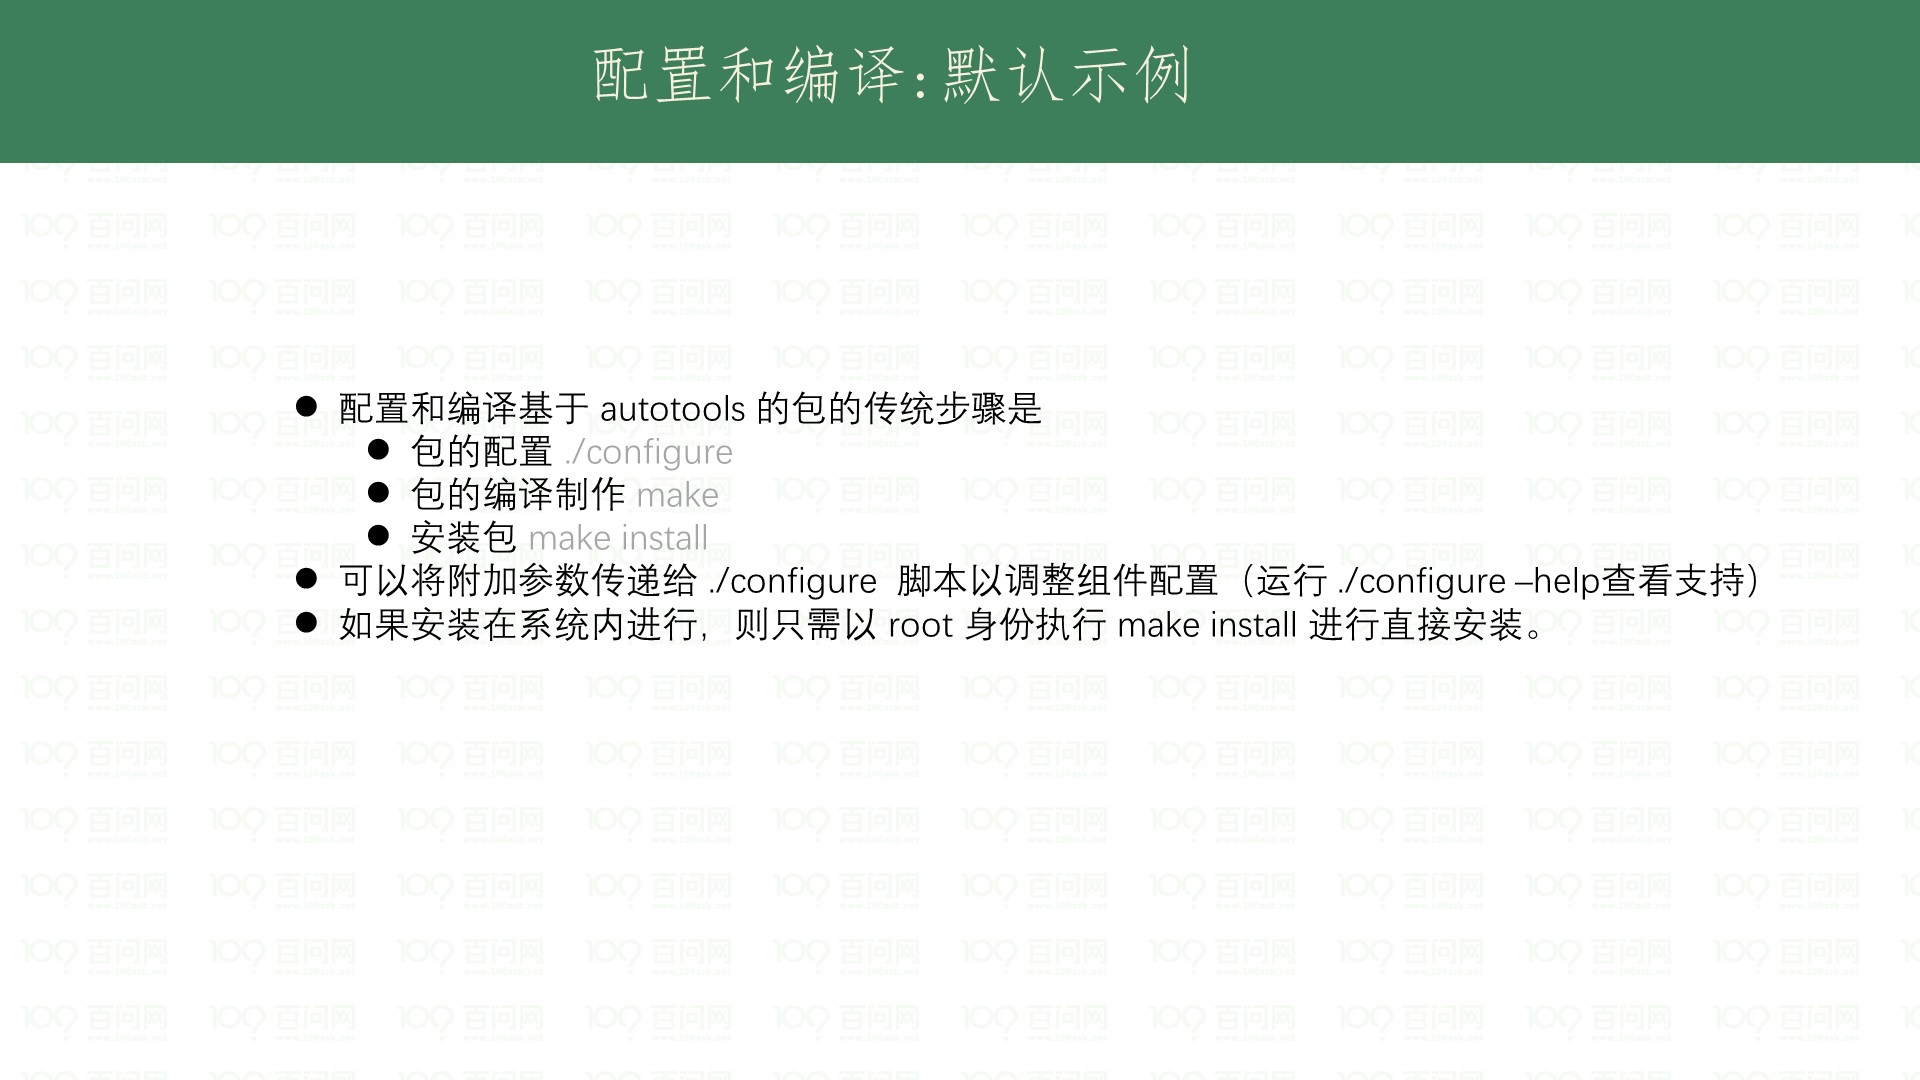 配置和编译:默认示例
● 配置和编译基于 autotools 的包的传统步骤是
● 包的配置 ./configure
● 包的编译制作 make
● 安装包 make install
● 可以将附加参数传递给 ./configure 脚本以调整组件配置（运行 ./configure –help查看支持）
● 如果安装在系统内进行，则只需以 root 身份执行 make install 进行直接安装。